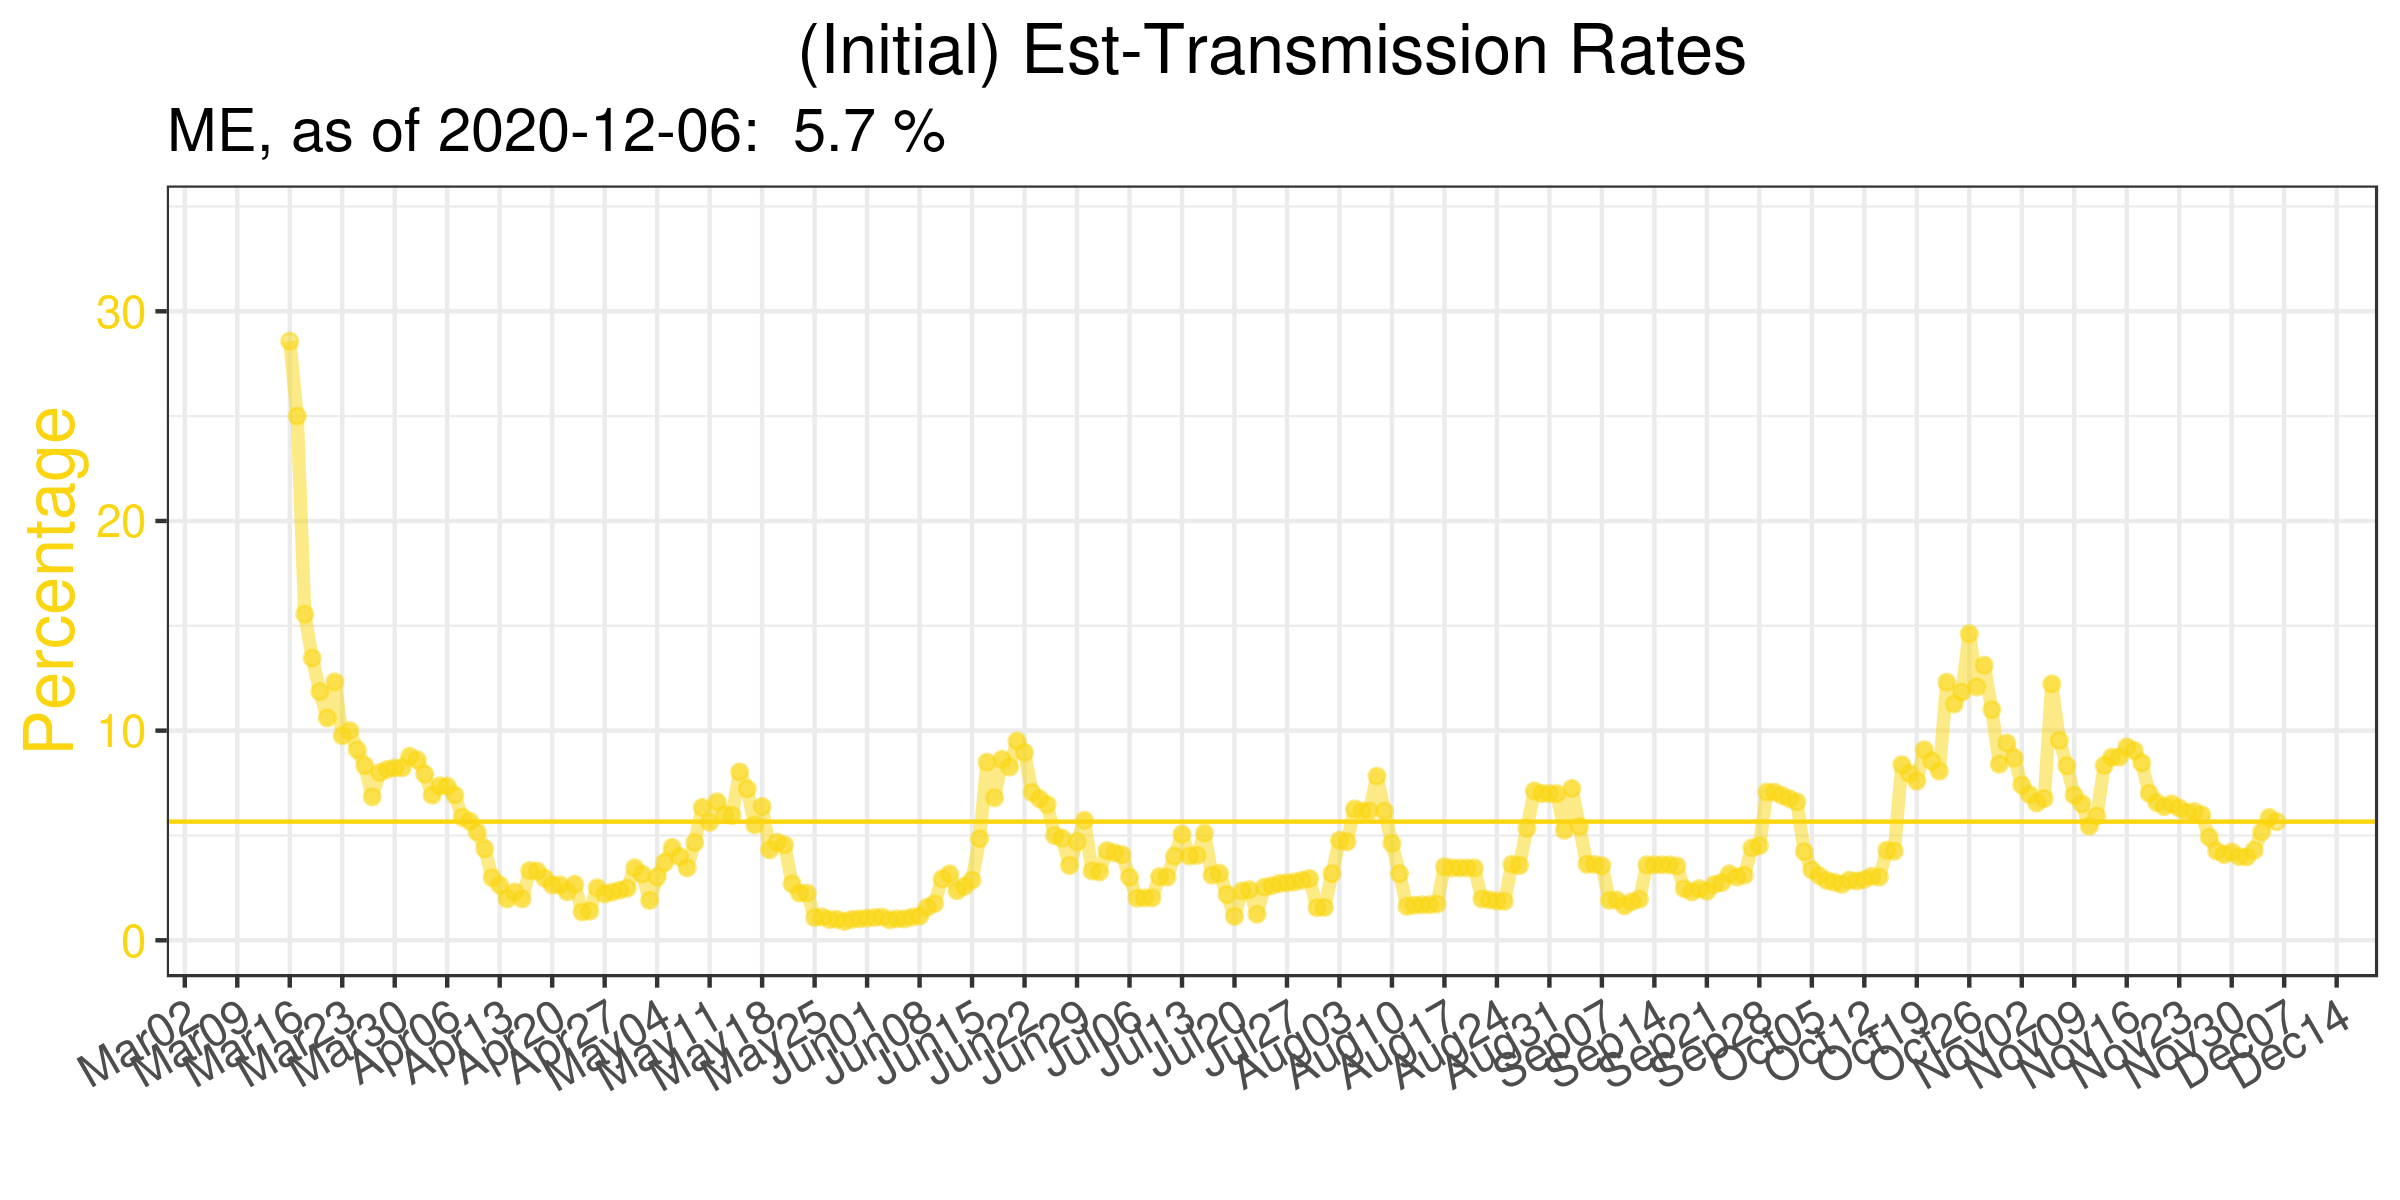 (Initial) Est-Transmission Rates
ME, as of 2020-12-06:  5.7 %
Percentage
30
20
10
0
Mar02
Mar09
Mar16
Mar23
Mar30
Apr06
Apr13
Apr20
Apr27
May04
May11
May18
May25
Jun01
Jun08
Jun15
Jun22
Jun29
Jul06
Jul13
Jul20
Jul27
Aug03
Aug10
Aug17
Aug24
Aug31
Sep07
Sep14
Sep21
Sep28
Oct05
Oct12
Oct19
Oct26
Nov02
Nov09
Nov16
Nov23
Nov30
Dec07
Dec14